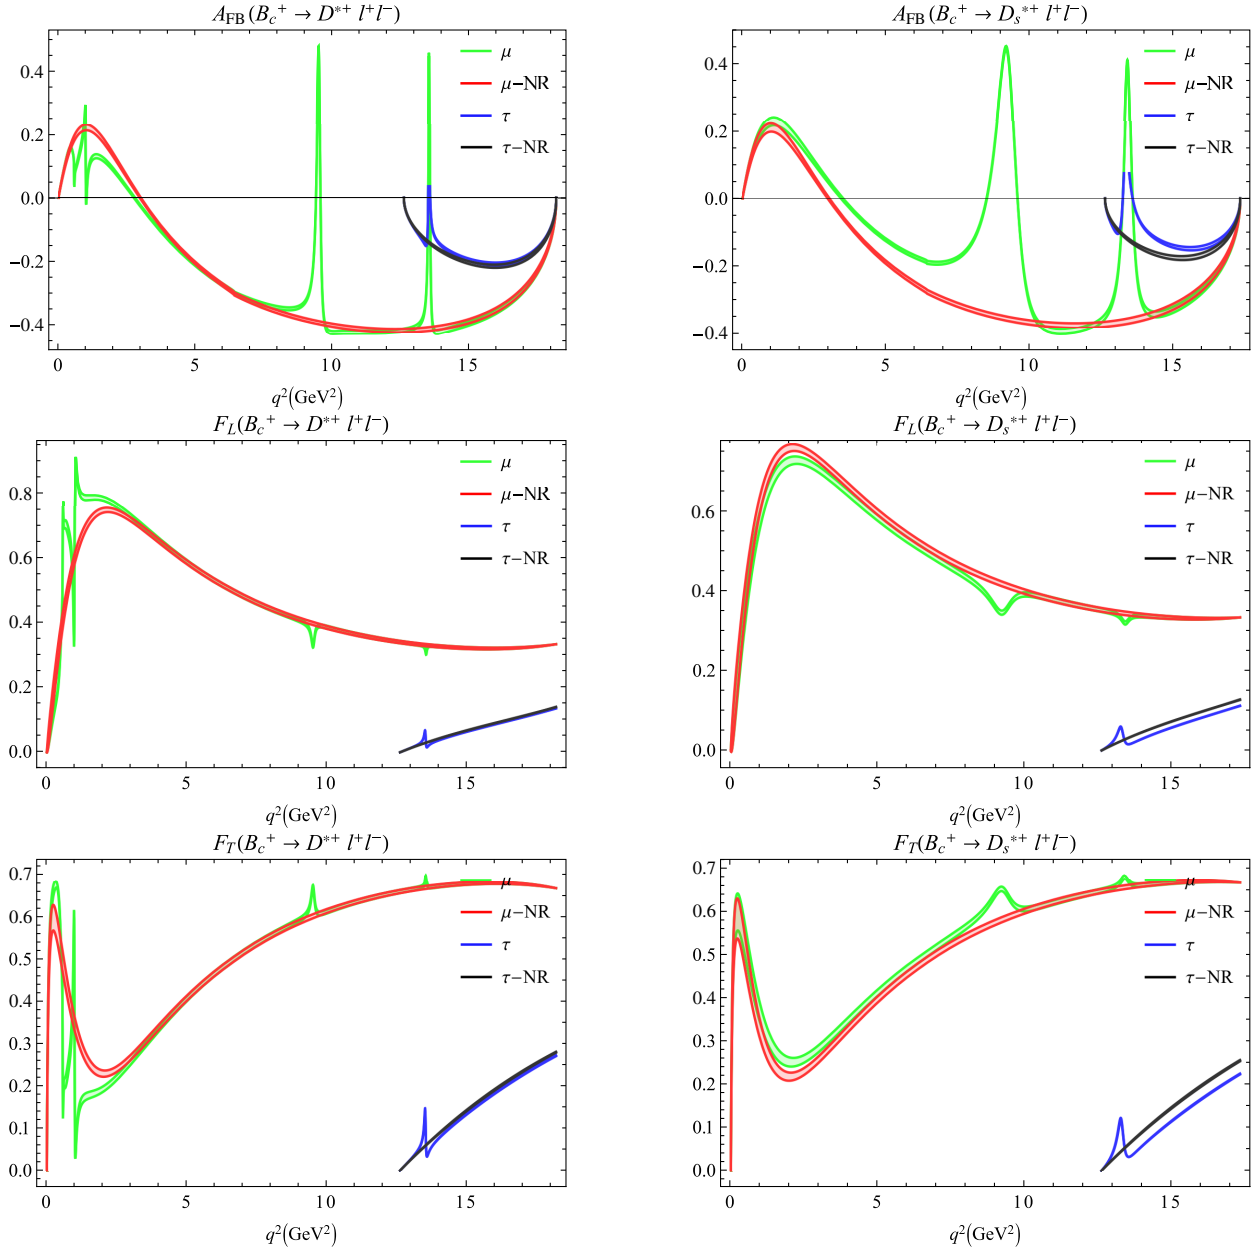 A_FB(B_c^+ → D^{*+} l^+l^-)
μ
μ−NR
τ
τ−NR
0.4
0.2
0.0
−0.2
−0.4
0 5 10 15
q^2(GeV^2)
A_FB(B_c^+ → D_s^{*+} l^+l^-)
μ
μ−NR
τ
τ−NR
0.4
0.2
0.0
−0.2
−0.4
0 5 10 15
q^2(GeV^2)
F_L(B_c^+ → D^{*+} l^+l^-)
μ
μ−NR
τ
τ−NR
0.8
0.6
0.4
0.2
0.0
0 5 10 15
q^2(GeV^2)
F_L(B_c^+ → D_s^{*+} l^+l^-)
μ
μ−NR
τ
τ−NR
0.6
0.4
0.2
0.0
0 5 10 15
q^2(GeV^2)
F_T(B_c^+ → D^{*+} l^+l^-)
μ
μ−NR
τ
τ−NR
0.7
0.6
0.5
0.4
0.3
0.2
0.1
0.0
0 5 10 15
q^2(GeV^2)
F_T(B_c^+ → D_s^{*+} l^+l^-)
μ
μ−NR
τ
τ−NR
0.7
0.6
0.5
0.4
0.3
0.2
0.1
0.0
0 5 10 15
q^2(GeV^2)